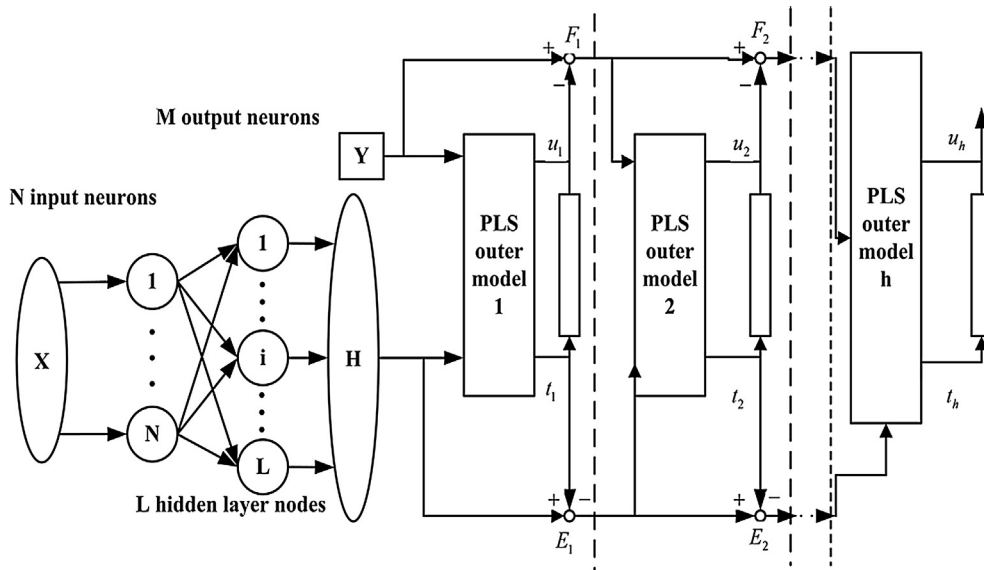 F1
F2
+
+
−
−
M output neurons
Y
u1
u2
uh
N input neurons
PLS outer model 1
PLS outer model 2
PLS outer model h
1
1
X
i
H
N
L
t1
t2
th
L hidden layer nodes
+
−
+
−
E1
E2